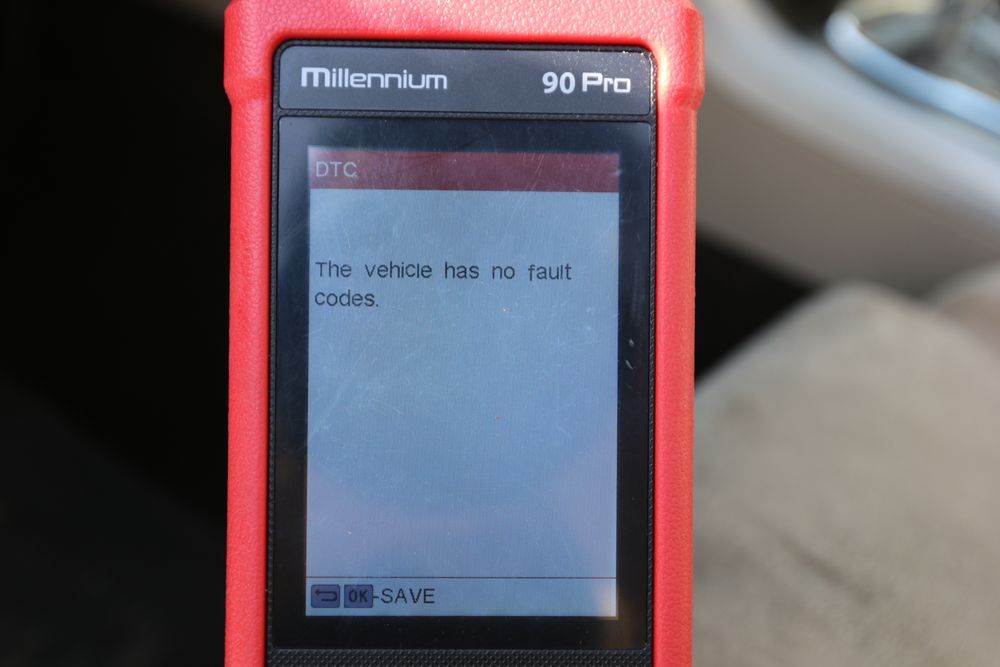 Millennium 90 Pro
DTC
The vehicle has no fault
codes.
OK-SAVE